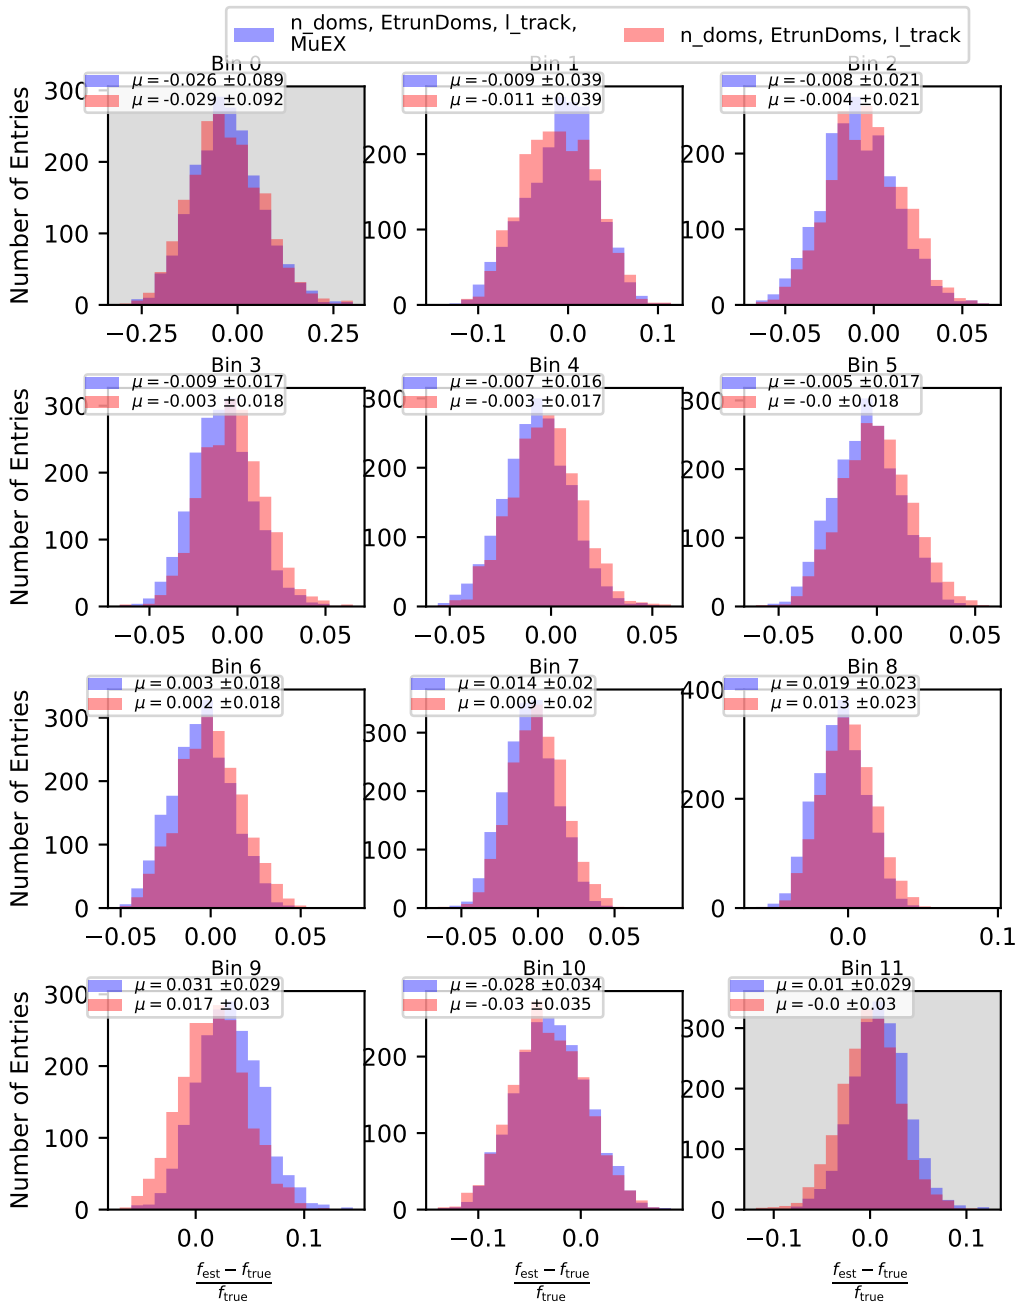 n_doms, EtrunDoms, l_track,
MuEX
n_doms, EtrunDoms, l_track
Bin 0
μ = -0.026 ±0.089
μ = -0.029 ±0.092
Number of Entries
300
200
100
0
−0.25
0.00
0.25
Bin 1
μ = -0.009 ±0.039
μ = -0.011 ±0.039
200
100
0
−0.1
0.0
0.1
Bin 2
μ = -0.008 ±0.021
μ = -0.004 ±0.021
200
100
0
−0.05
0.00
0.05
Bin 3
μ = -0.009 ±0.017
μ = -0.003 ±0.018
Number of Entries
300
200
100
0
−0.05
0.00
0.05
Bin 4
μ = -0.007 ±0.016
μ = -0.003 ±0.017
300
200
100
0
−0.05
0.00
0.05
Bin 5
μ = -0.005 ±0.017
μ = -0.0 ±0.018
300
200
100
0
−0.05
0.00
0.05
Bin 6
μ = 0.003 ±0.018
μ = 0.002 ±0.018
Number of Entries
300
200
100
0
−0.05
0.00
0.05
Bin 7
μ = 0.014 ±0.02
μ = 0.009 ±0.02
300
200
100
0
−0.05
0.00
0.05
Bin 8
μ = 0.019 ±0.023
μ = 0.013 ±0.023
400
200
0
0.0
0.1
Bin 9
μ = 0.031 ±0.029
μ = 0.017 ±0.03
Number of Entries
300
200
100
0
0.0
0.1
f_est − f_true
f_true
Bin 10
μ = -0.028 ±0.034
μ = -0.03 ±0.035
200
100
0
−0.1
0.0
f_est − f_true
f_true
Bin 11
μ = 0.01 ±0.029
μ = -0.0 ±0.03
300
200
100
0
−0.1
0.0
0.1
f_est − f_true
f_true